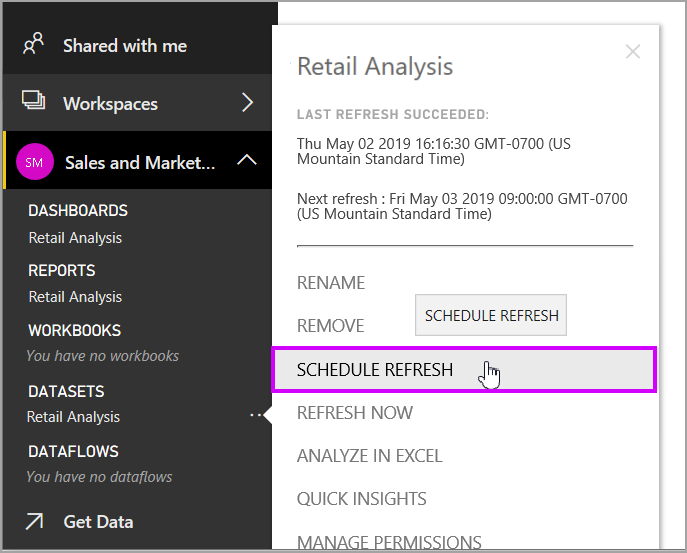 Shared with me
Workspaces
SM
Sales and Market...
DASHBOARDS
Retail Analysis
REPORTS
Retail Analysis
WORKBOOKS
You have no workbooks
DATASETS
Retail Analysis
DATAFLOWS
You have no dataflows
Get Data
Retail Analysis
LAST REFRESH SUCCEEDED:
Thu May 02 2019 16:16:30 GMT-0700 (US
Mountain Standard Time)
Next refresh : Fri May 03 2019 09:00:00 GMT-0700
(US Mountain Standard Time)
RENAME
REMOVE
SCHEDULE REFRESH
SCHEDULE REFRESH
REFRESH NOW
ANALYZE IN EXCEL
QUICK INSIGHTS
MANAGE PERMISSIONS